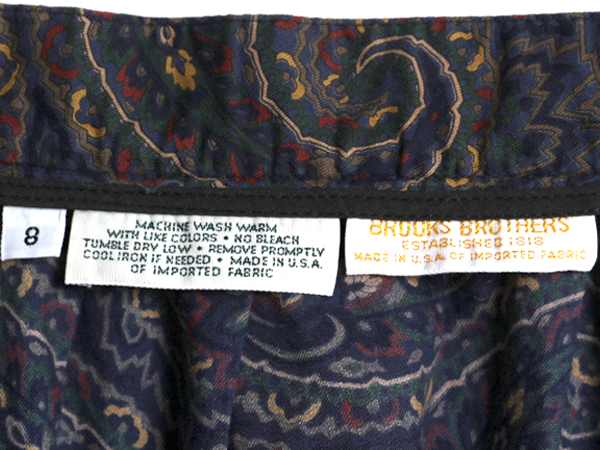 8
MACHINE WASH WARM
WITH LIKE COLORS • NO BLEACH
TUMBLE DRY LOW • REMOVE PROMPTLY
COOL IRON IF NEEDED • MADE IN U.S.A.
OF IMPORTED FABRIC
BROOKS BROTHERS
ESTABLISHED 1818
MADE IN U.S.A. OF IMPORTED FABRIC